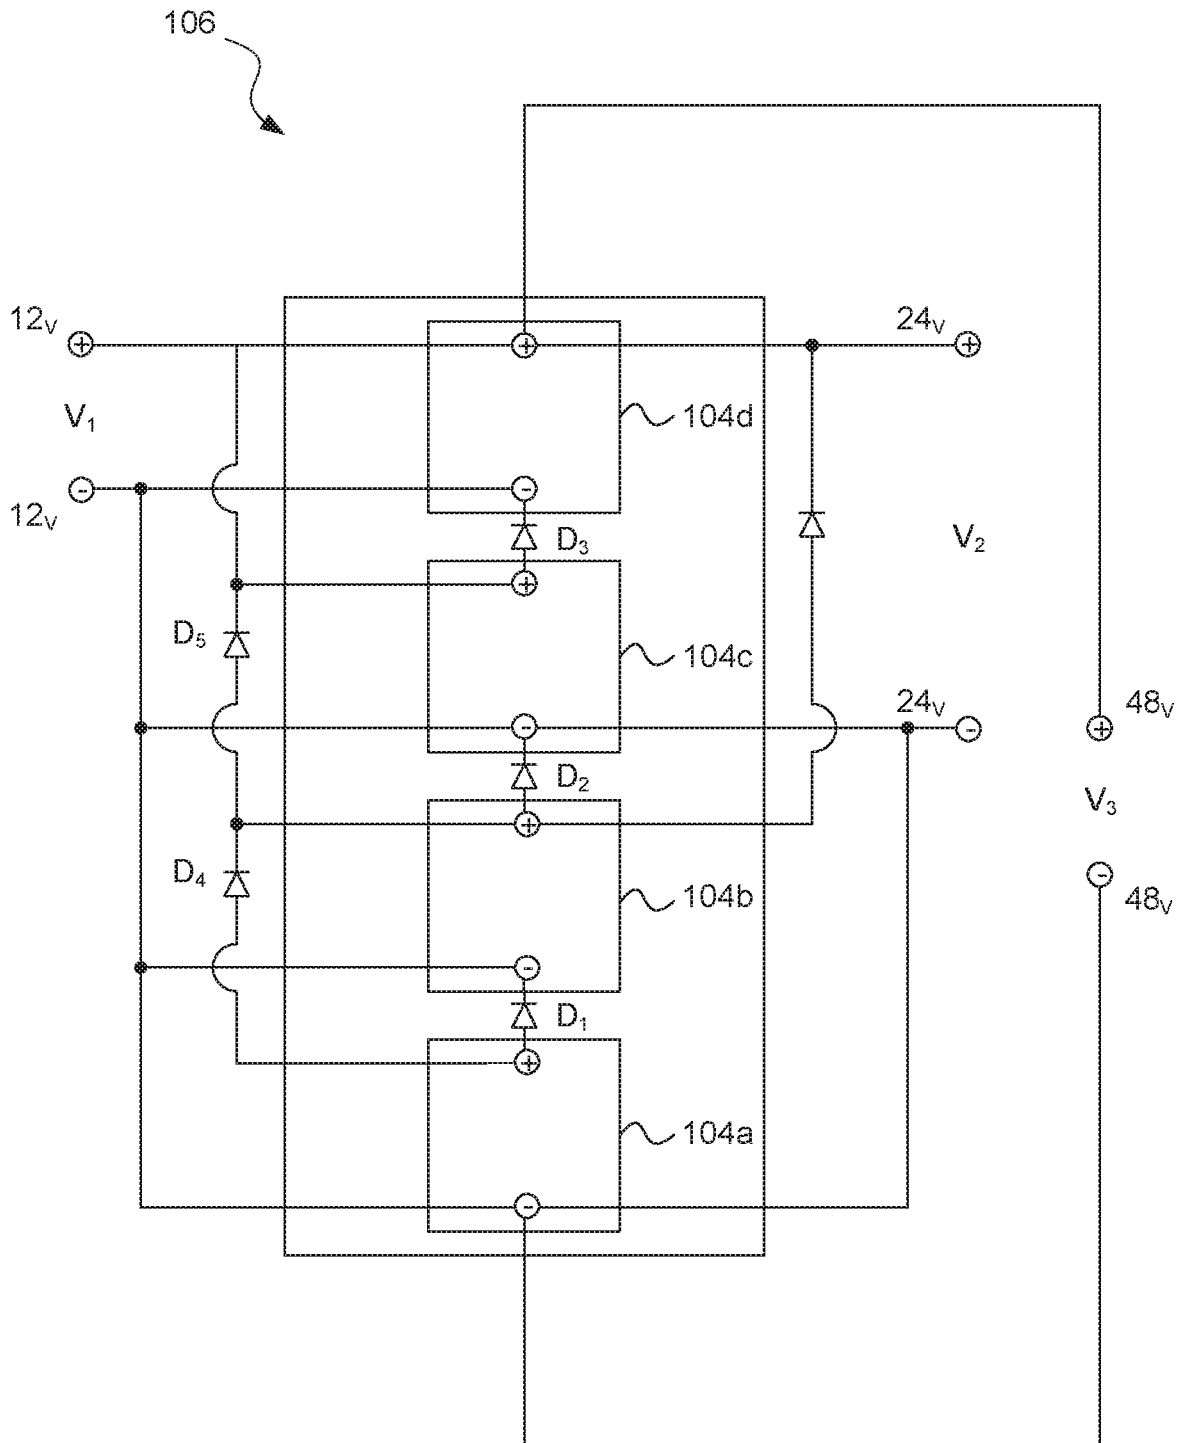 106
12V
24V
+
+
+
V1
104d
-
-
12V
D3
V2
+
D5
104c
24V
48V
-
-
+
D2
V3
+
D4
104b
-
48V
-
D1
+
104a
-